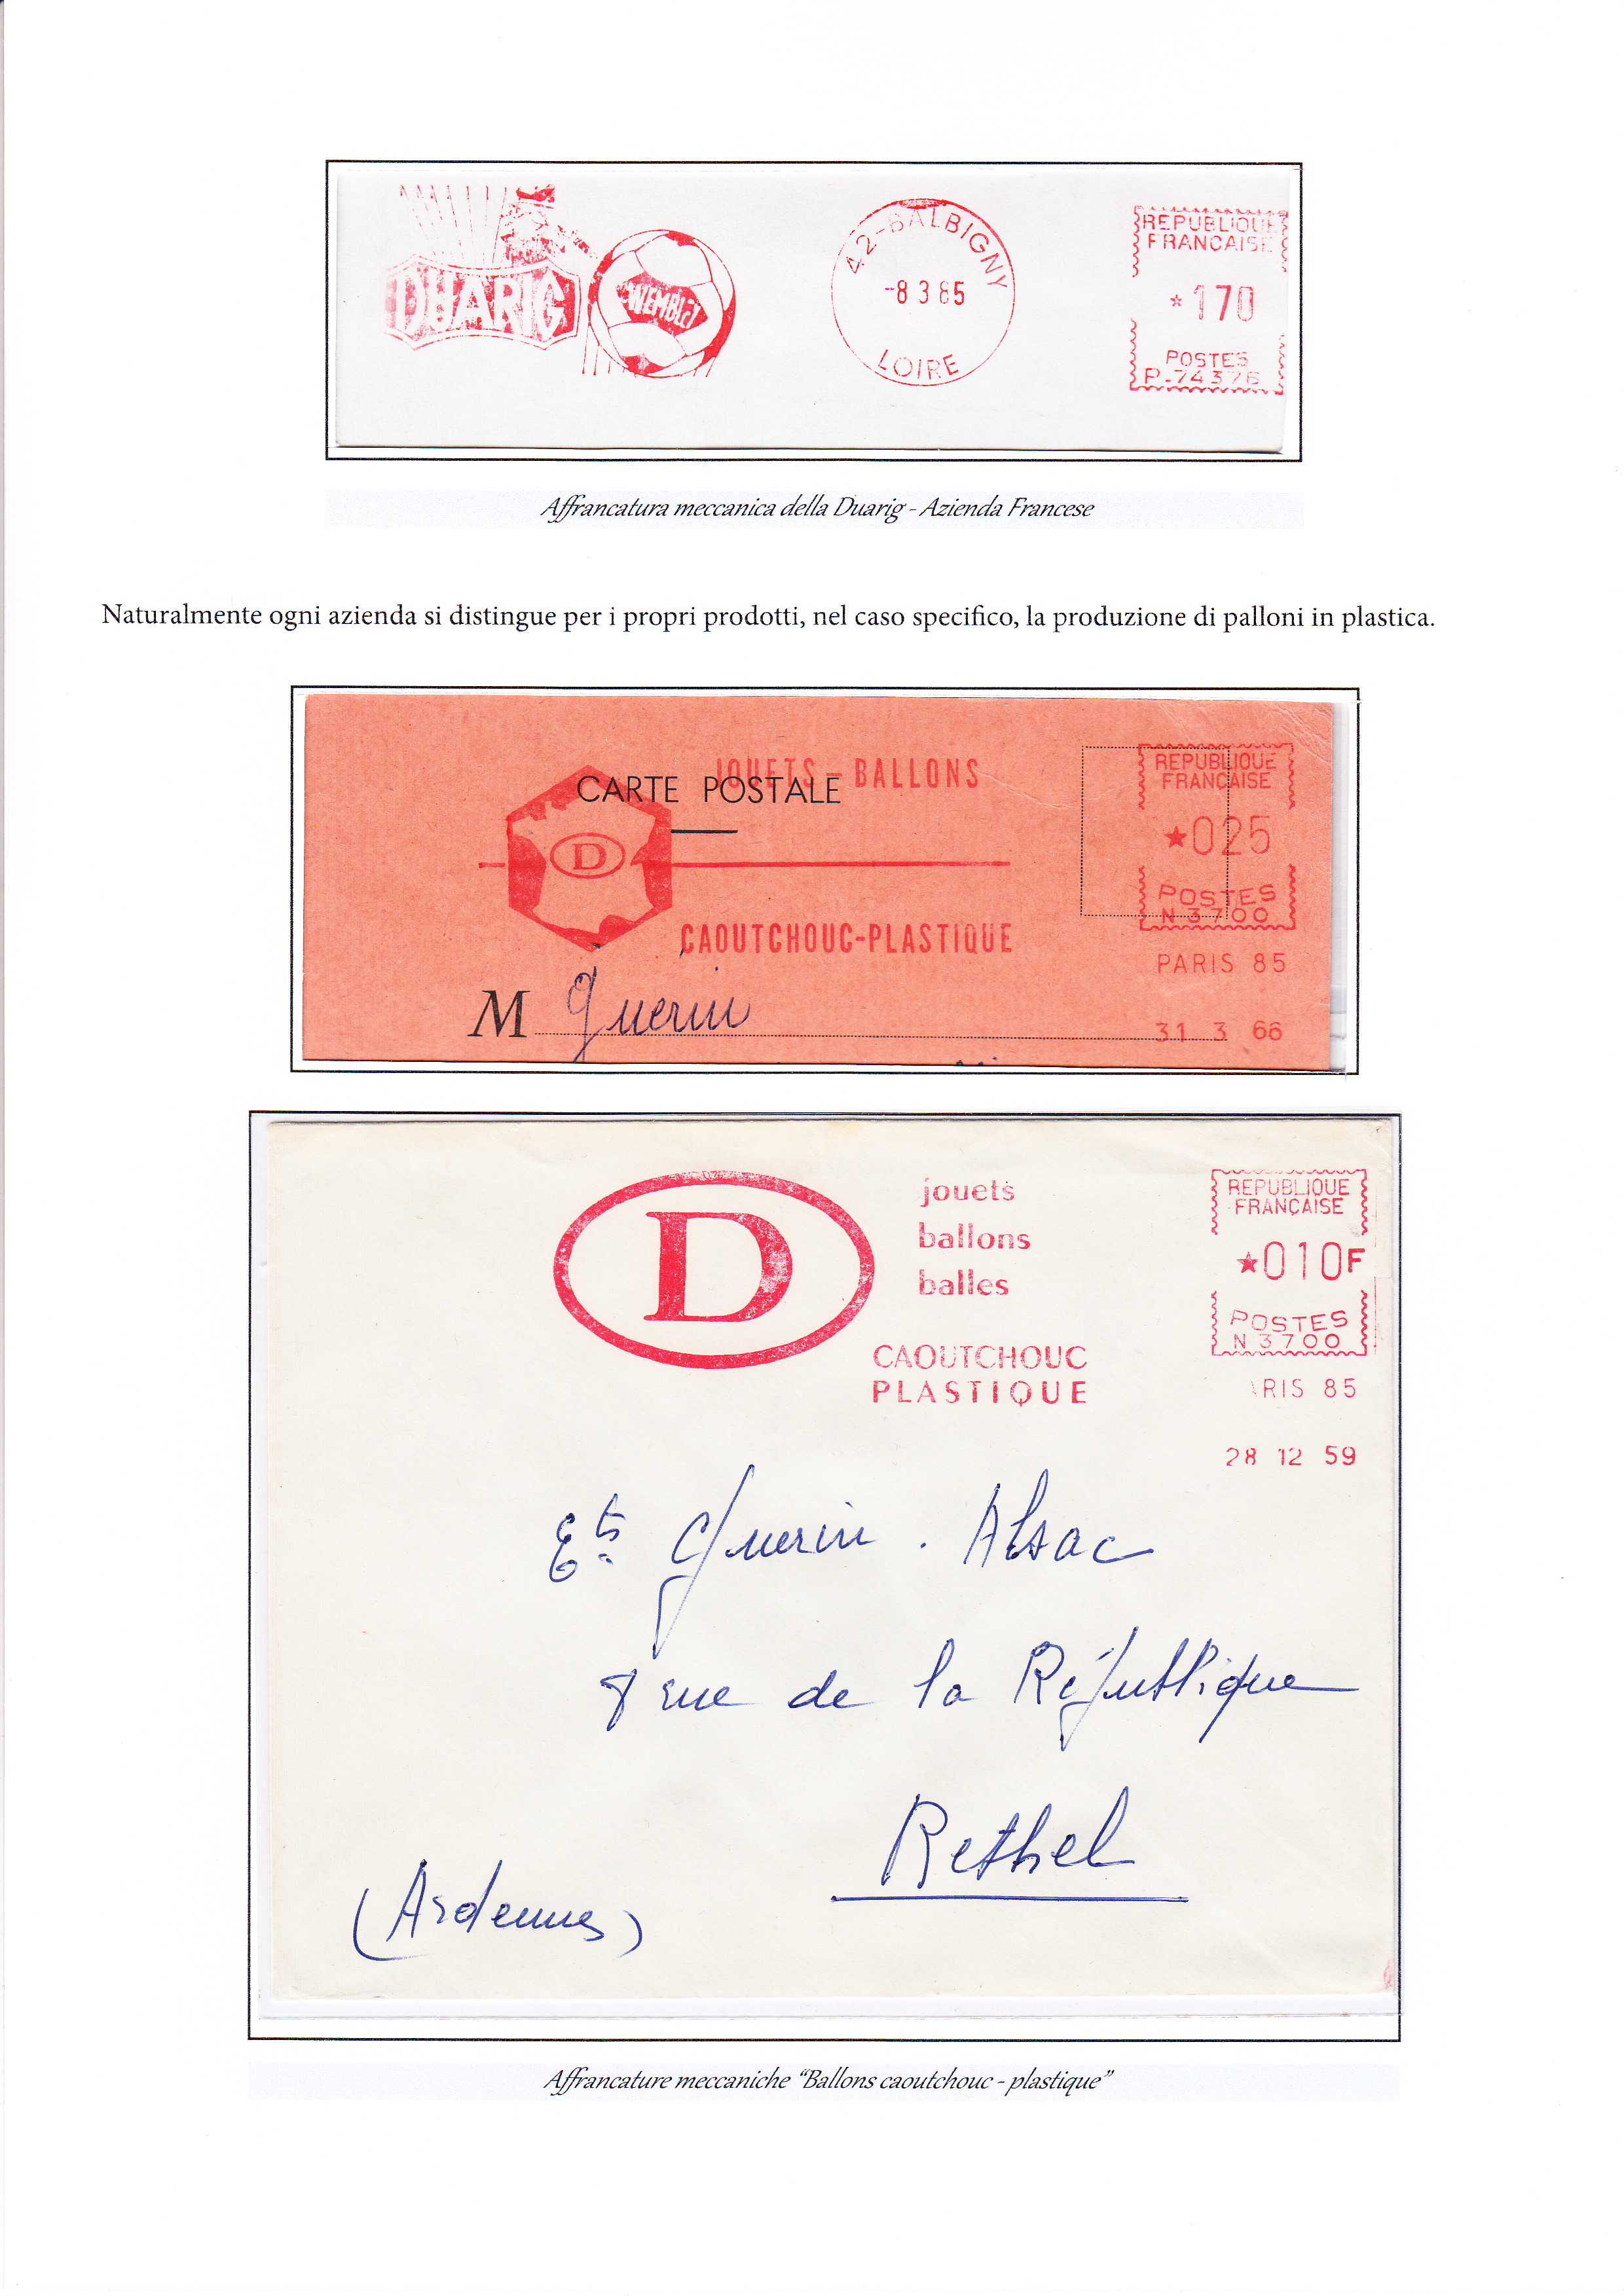 DUARIG
WEMBLEY
42-BALBIGNY
-8 3 85
LOIRE
REPUBLIQUE
FRANCAISE
*170
POSTES
P.74376
Affrancatura meccanica della Duarig - Azienda Francese
Naturalmente ogni azienda si distingue per i propri prodotti, nel caso specifico, la produzione di palloni in plastica.
JOUETS - BALLONS
CARTE POSTALE
D
CAOUTCHOUC-PLASTIQUE
M Guerin
REPUBLIQUE
FRANÇAISE
★025
POSTES
N 3700
PARIS 85
31 3 66
D
jouets
ballons
balles
CAOUTCHOUC
PLASTIQUE
REPUBLIQUE
FRANÇAISE
★010F
POSTES
N 3700
ARIS 85
28 12 59
Ets Guerin. Alsac
8 rue de la République
Rethel
(Ardennes)
Affrancature meccaniche “Ballons caoutchouc - plastique”